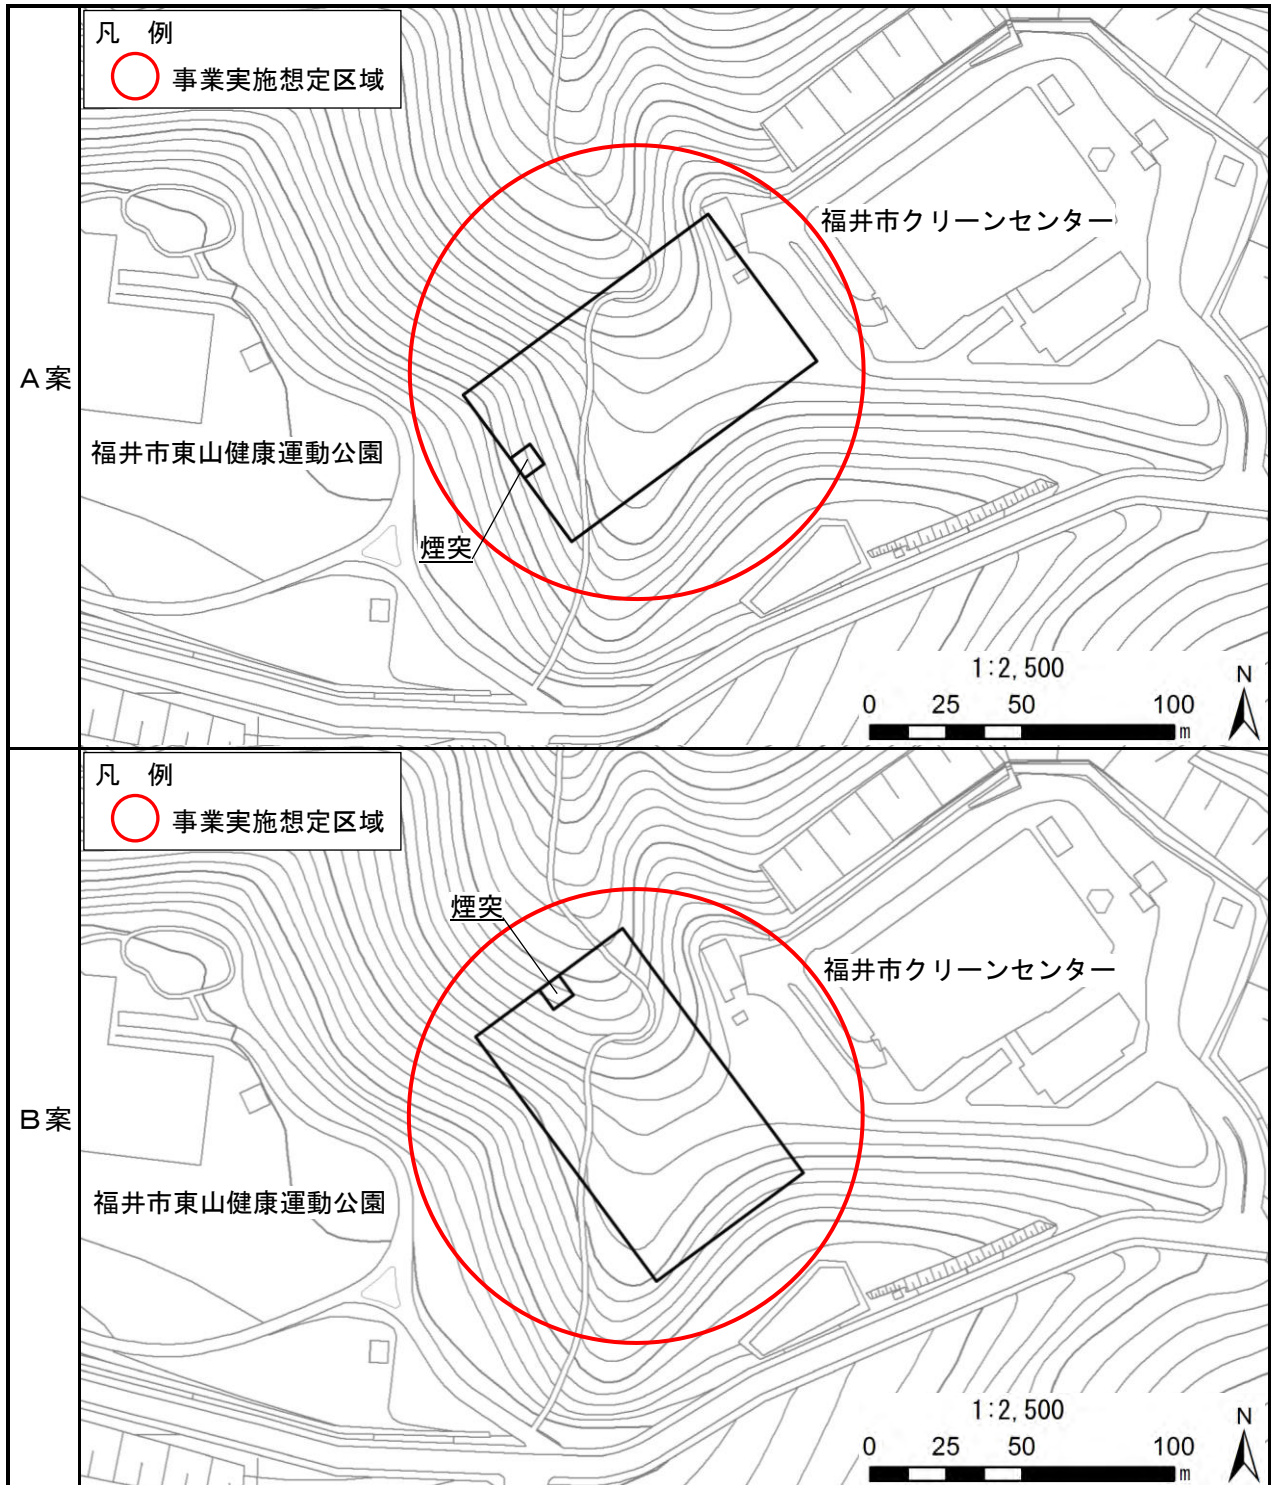 A案
凡　例
事業実施想定区域
福井市クリーンセンター
福井市東山健康運動公園
煙突
1:2,500
0 25 50 100
m
N
B案
凡　例
事業実施想定区域
煙突
福井市クリーンセンター
福井市東山健康運動公園
1:2,500
0 25 50 100
m
N